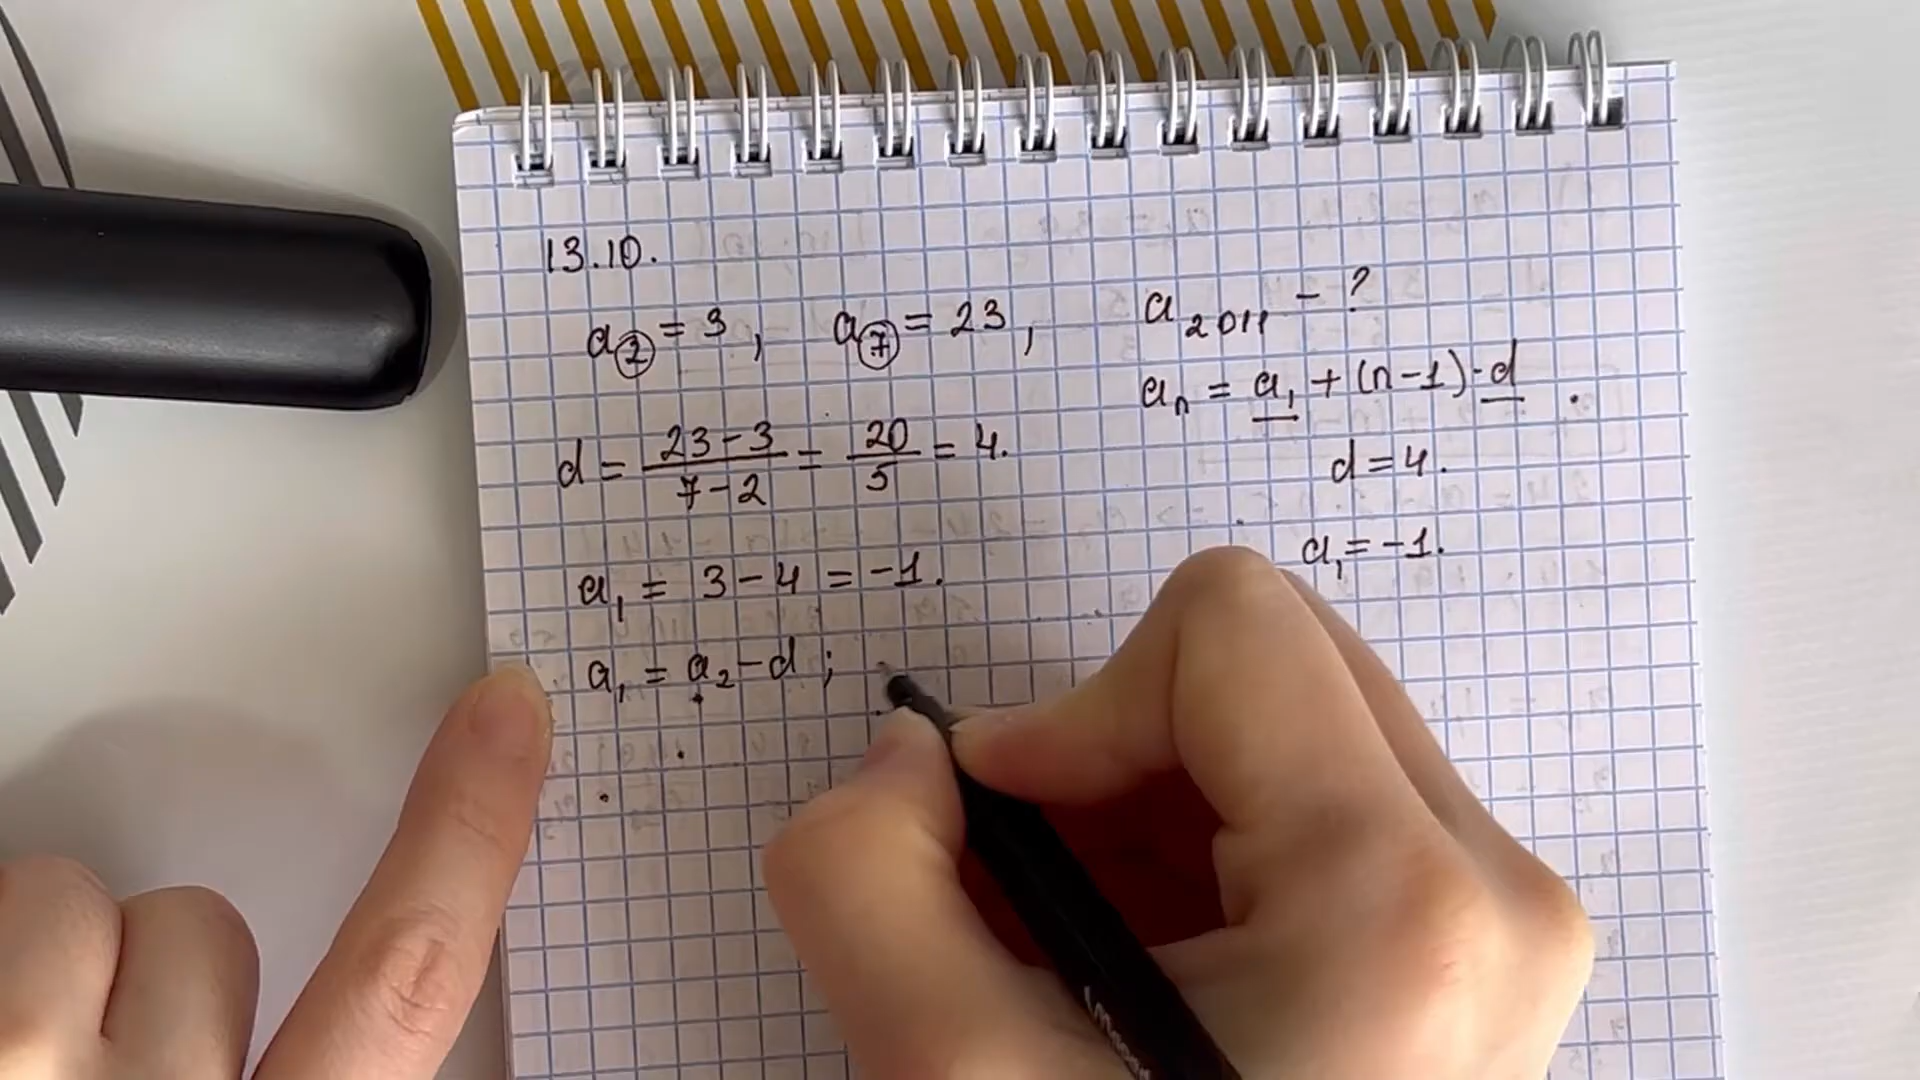 13.10.
a₂ = 3, a₇ = 23, a₂₀₁₁ - ?
aₙ = a₁ + (n-1)·d
d = (23-3)/(7-2) = 20/5 = 4.
d = 4.
a₁ = -1.
a₁ = 3-4 = -1.
a₁ = a₂-d ;